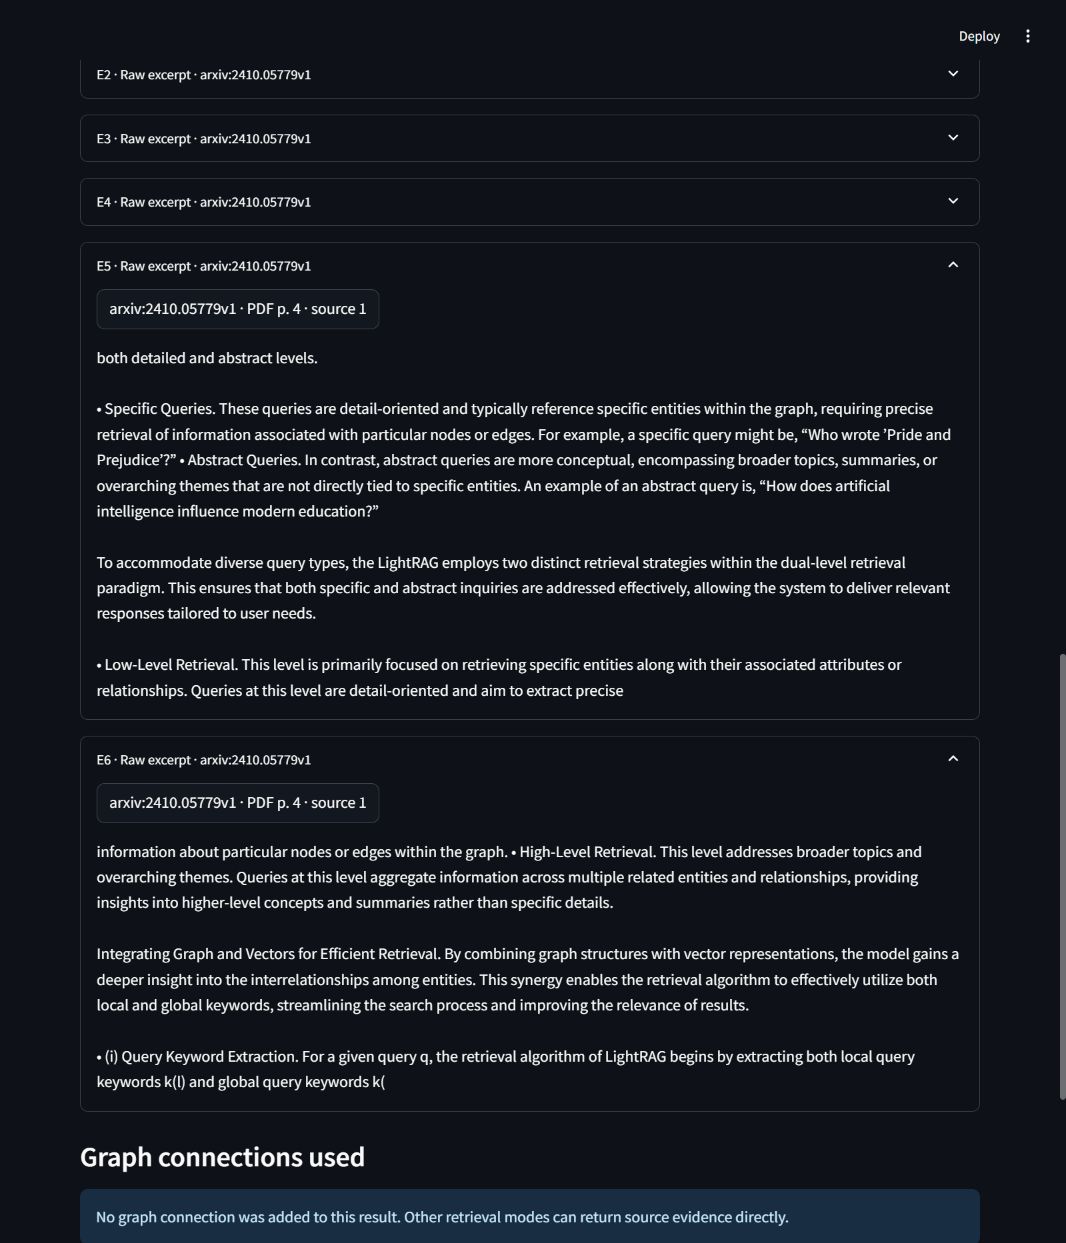 Deploy
E2 · Raw excerpt · arxiv:2410.05779v1
E3 · Raw excerpt · arxiv:2410.05779v1
E4 · Raw excerpt · arxiv:2410.05779v1
E5 · Raw excerpt · arxiv:2410.05779v1
arxiv:2410.05779v1 · PDF p. 4 · source 1
both detailed and abstract levels.
• Specific Queries. These queries are detail-oriented and typically reference specific entities within the graph, requiring precise
retrieval of information associated with particular nodes or edges. For example, a specific query might be, “Who wrote ’Pride and
Prejudice’?” • Abstract Queries. In contrast, abstract queries are more conceptual, encompassing broader topics, summaries, or
overarching themes that are not directly tied to specific entities. An example of an abstract query is, “How does artificial
intelligence influence modern education?”
To accommodate diverse query types, the LightRAG employs two distinct retrieval strategies within the dual-level retrieval
paradigm. This ensures that both specific and abstract inquiries are addressed effectively, allowing the system to deliver relevant
responses tailored to user needs.
• Low-Level Retrieval. This level is primarily focused on retrieving specific entities along with their associated attributes or
relationships. Queries at this level are detail-oriented and aim to extract precise
E6 · Raw excerpt · arxiv:2410.05779v1
arxiv:2410.05779v1 · PDF p. 4 · source 1
information about particular nodes or edges within the graph. • High-Level Retrieval. This level addresses broader topics and
overarching themes. Queries at this level aggregate information across multiple related entities and relationships, providing
insights into higher-level concepts and summaries rather than specific details.
Integrating Graph and Vectors for Efficient Retrieval. By combining graph structures with vector representations, the model gains a
deeper insight into the interrelationships among entities. This synergy enables the retrieval algorithm to effectively utilize both
local and global keywords, streamlining the search process and improving the relevance of results.
• (i) Query Keyword Extraction. For a given query q, the retrieval algorithm of LightRAG begins by extracting both local query
keywords k(l) and global query keywords k(
Graph connections used
No graph connection was added to this result. Other retrieval modes can return source evidence directly.